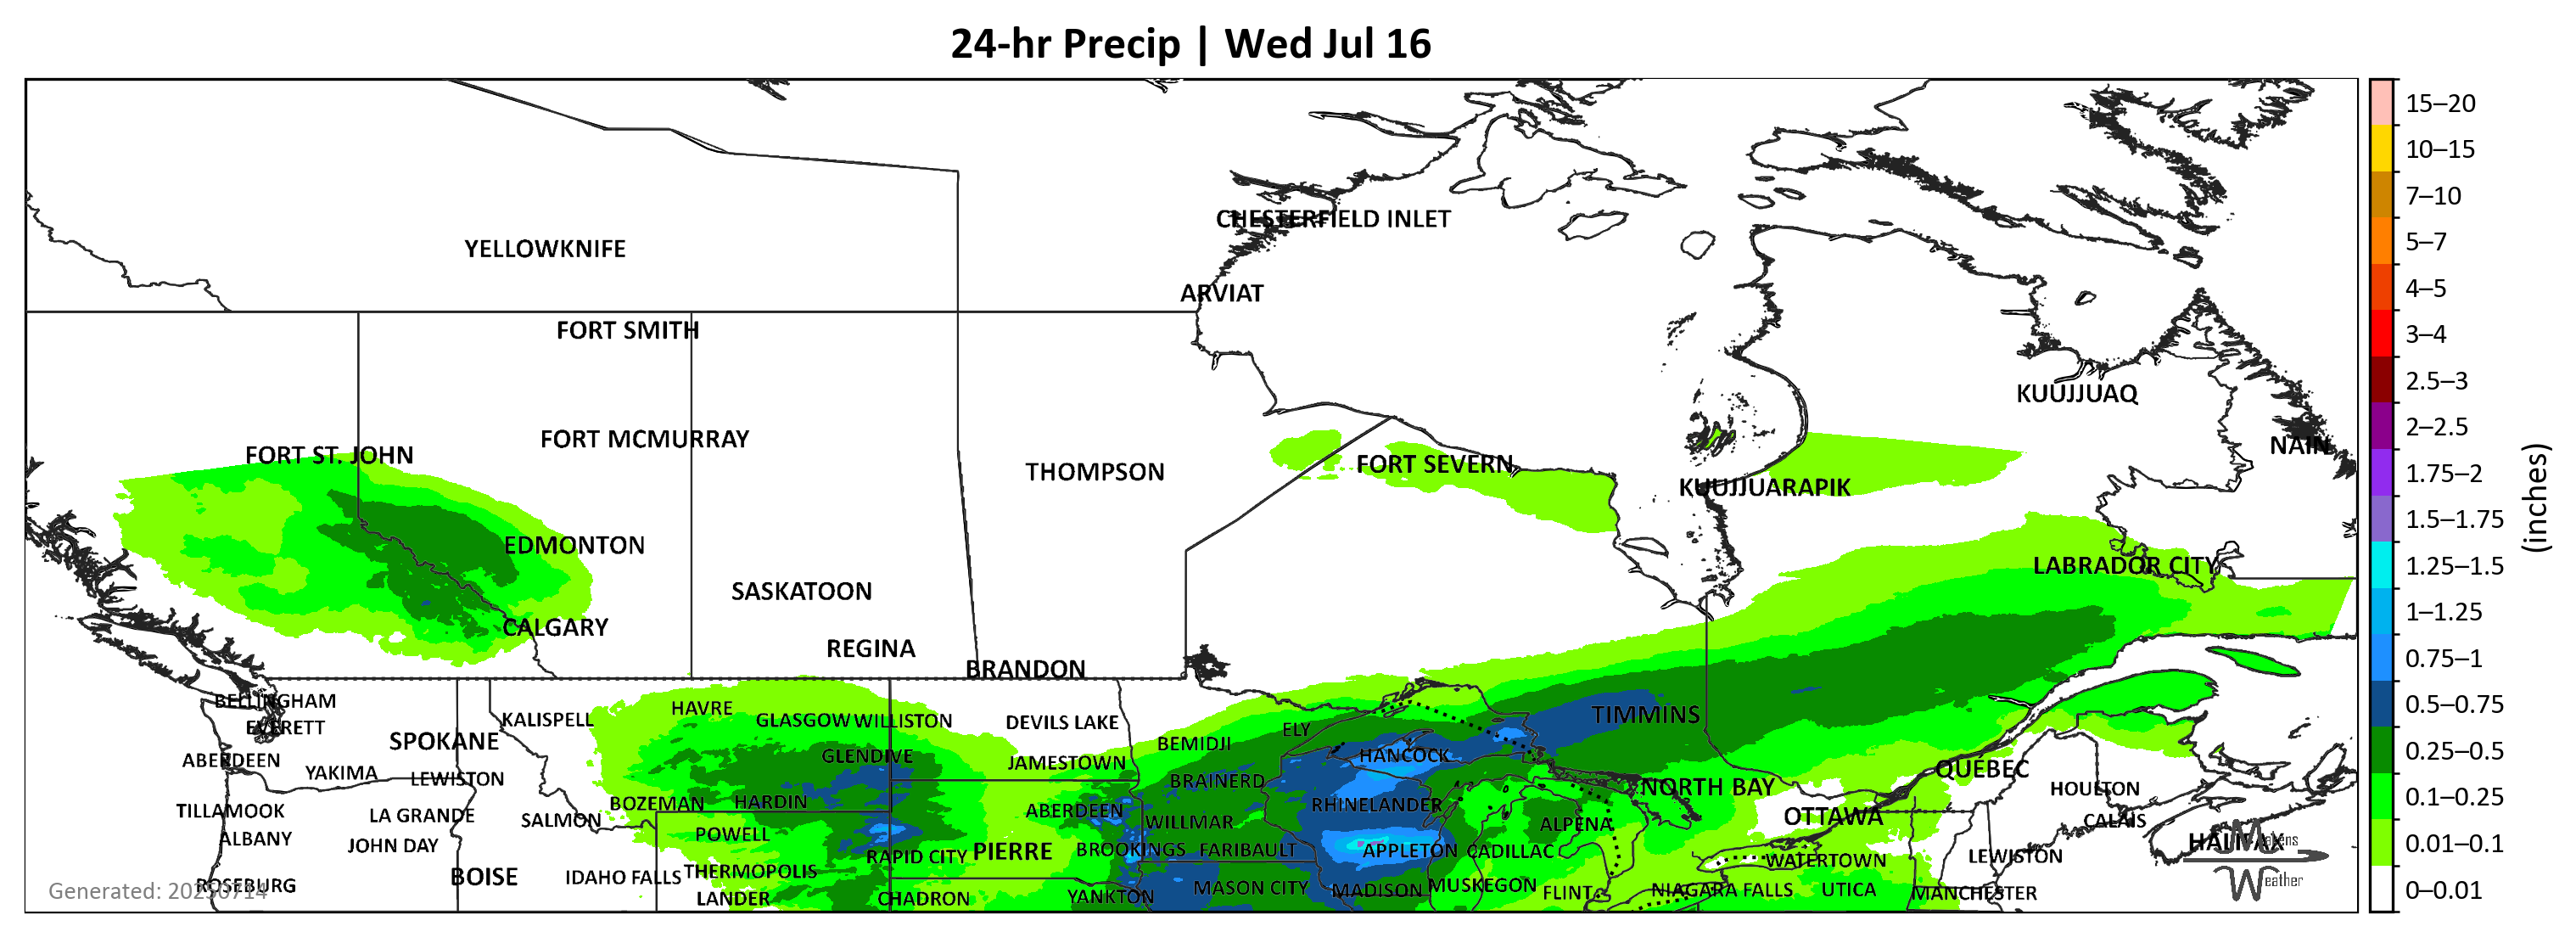 24-hr Precip | Wed Jul 16
CHESTERFIELD INLET
YELLOWKNIFE
ARVIAT
FORT SMITH
KUUJJUAQ
FORT MCMURRAY
NAIN
FORT ST. JOHN
FORT SEVERN
THOMPSON
KUUJJUARAPIK
EDMONTON
LABRADOR CITY
SASKATOON
CALGARY
REGINA
BRANDON
BELLINGHAM
HAVRE
KALISPELL
GLASGOW WILLISTON
DEVILS LAKE
TIMMINS
EVERETT
ELY
SPOKANE
BEMIDJI
GLENDIVE
HANCOCK
ABERDEEN
JAMESTOWN
QUÉBEC
YAKIMA
LEWISTON
BRAINERD
NORTH BAY
HOULTON
BOZEMAN
HARDIN
RHINELANDER
TILLAMOOK
LA GRANDE
ABERDEEN
OTTAWA
SALMON
WILLMAR
ALPENA
CALAIS
ALBANY
POWELL
HALIFAX
JOHN DAY
RAPID CITY
PIERRE
BROOKINGS
FARIBAULT
APPLETON
CADILLAC
WATERTOWN
LEWISTON
BOISE
IDAHO FALLS
THERMOPOLIS
ROSEBURG
MASON CITY
MADISON
MUSKEGON
FLINT
NIAGARA FALLS
UTICA
MANCHESTER
LANDER
CHADRON
YANKTON
Generated: 20250714
Weather
15–20
10–15
7–10
5–7
4–5
3–4
2.5–3
2–2.5
1.75–2
1.5–1.75
1.25–1.5
1–1.25
0.75–1
0.5–0.75
0.25–0.5
0.1–0.25
0.01–0.1
0–0.01
(inches)